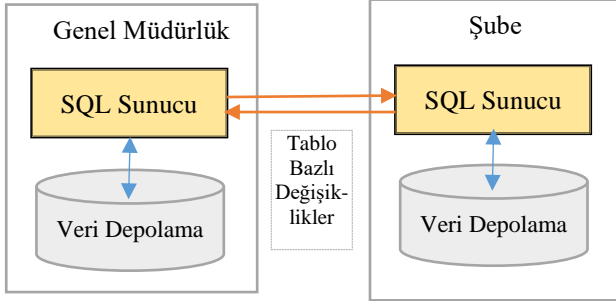 Genel Müdürlük
Şube
SQL Sunucu
SQL Sunucu
Tablo
Bazlı
Değişik-
likler
Veri Depolama
Veri Depolama